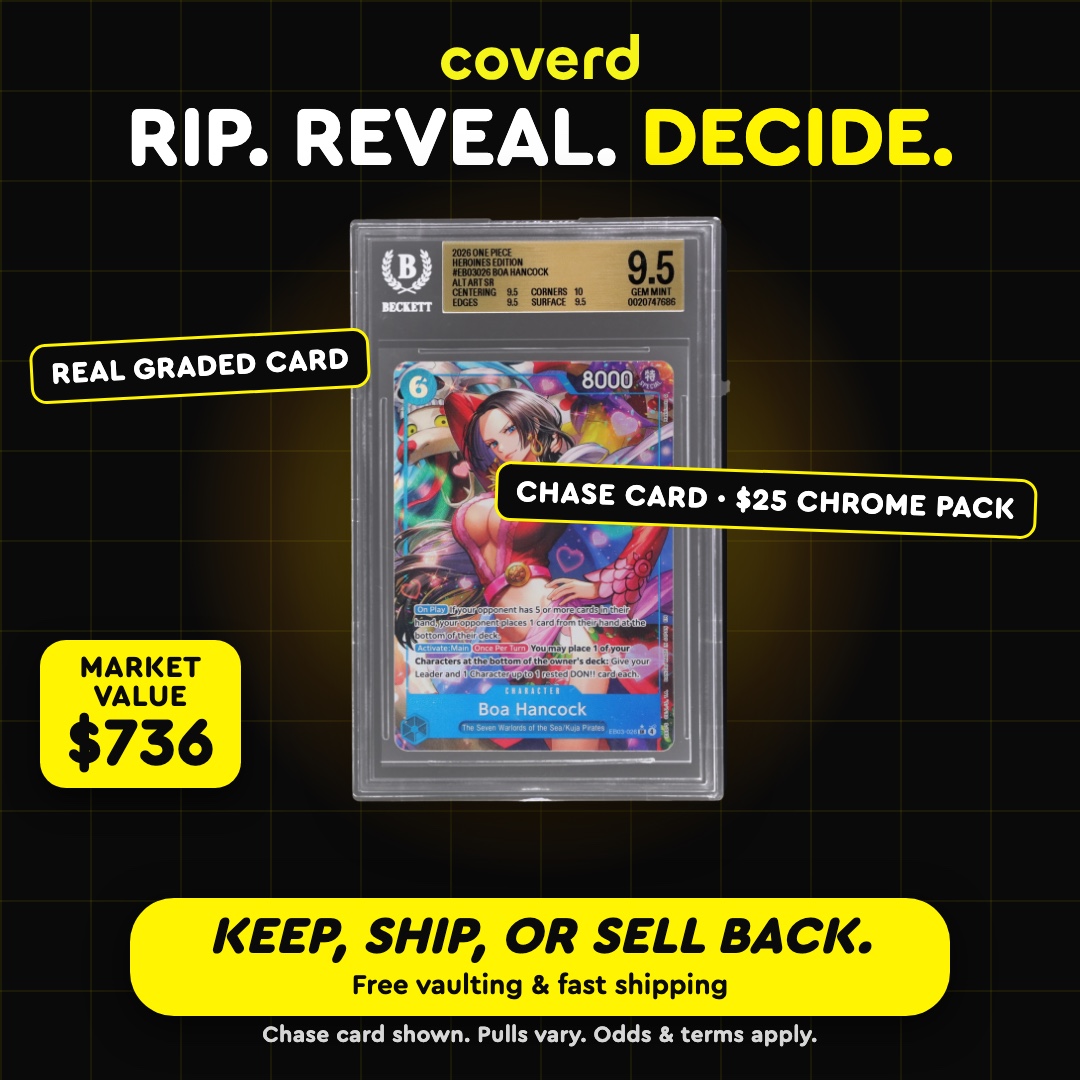 coverd
RIP. REVEAL. DECIDE.
B
BECKETT
2026 ONE PIECE
HEROINES EDITION
#EB03026 BOA HANCOCK
ALT ART SR
CENTERING 9.5 CORNERS 10
EDGES 9.5 SURFACE 9.5
9.5
GEM MINT
0020747686
REAL GRADED CARD
6
8000
特
CHASE CARD • $25 CHROME PACK
On Play If your opponent has 5 or more cards in their
hand, your opponent places 1 card from their hand at the
bottom of their deck.
Activate: Main Once Per Turn You may place 1 of your
Characters at the bottom of the owner's deck: Give your
Leader and 1 Character up to 1 rested DON!! card each.
CHARACTER
Boa Hancock
The Seven Warlords of the Sea/Kuja Pirates
EB03-026
MARKET
VALUE
$736
KEEP, SHIP, OR SELL BACK.
Free vaulting & fast shipping
Chase card shown. Pulls vary. Odds & terms apply.